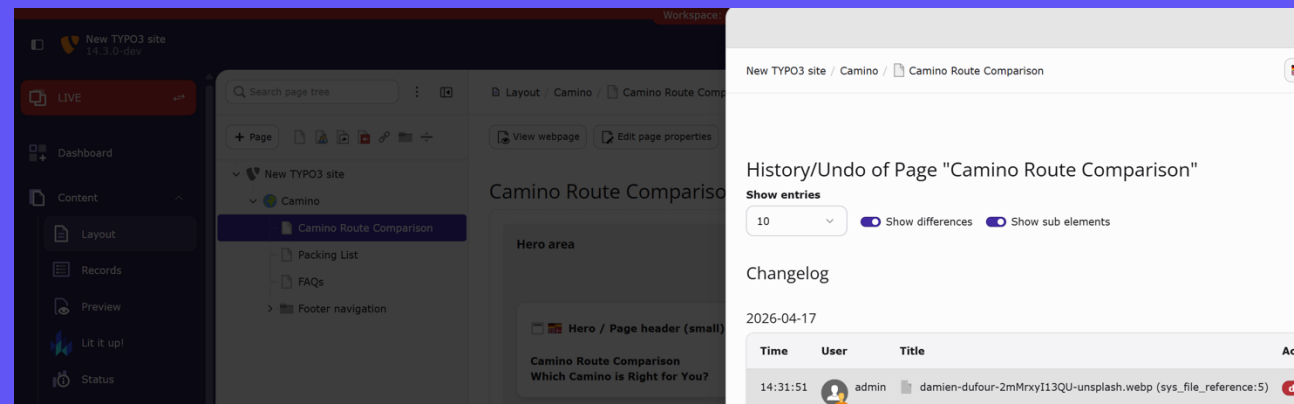 Workspace:
New TYPO3 site
14.3.0-dev
LIVE
Dashboard
Content
Layout
Records
Preview
Lit it up!
Status
Search page tree
+ Page
New TYPO3 site
Camino
Camino Route Comparison
Packing List
FAQs
Footer navigation
Layout / Camino / Camino Route Comp
View webpage Edit page properties
Camino Route Compariso
Hero area
Hero / Page header (small)
Camino Route Comparison
Which Camino is Right for You?
New TYPO3 site / Camino / Camino Route Comparison
History/Undo of Page "Camino Route Comparison"
Show entries
10 Show differences Show sub elements
Changelog
2026-04-17
Time User Title Ac
14:31:51 admin damien-dufour-2mMrxyI13QU-unsplash.webp (sys_file_reference:5) d